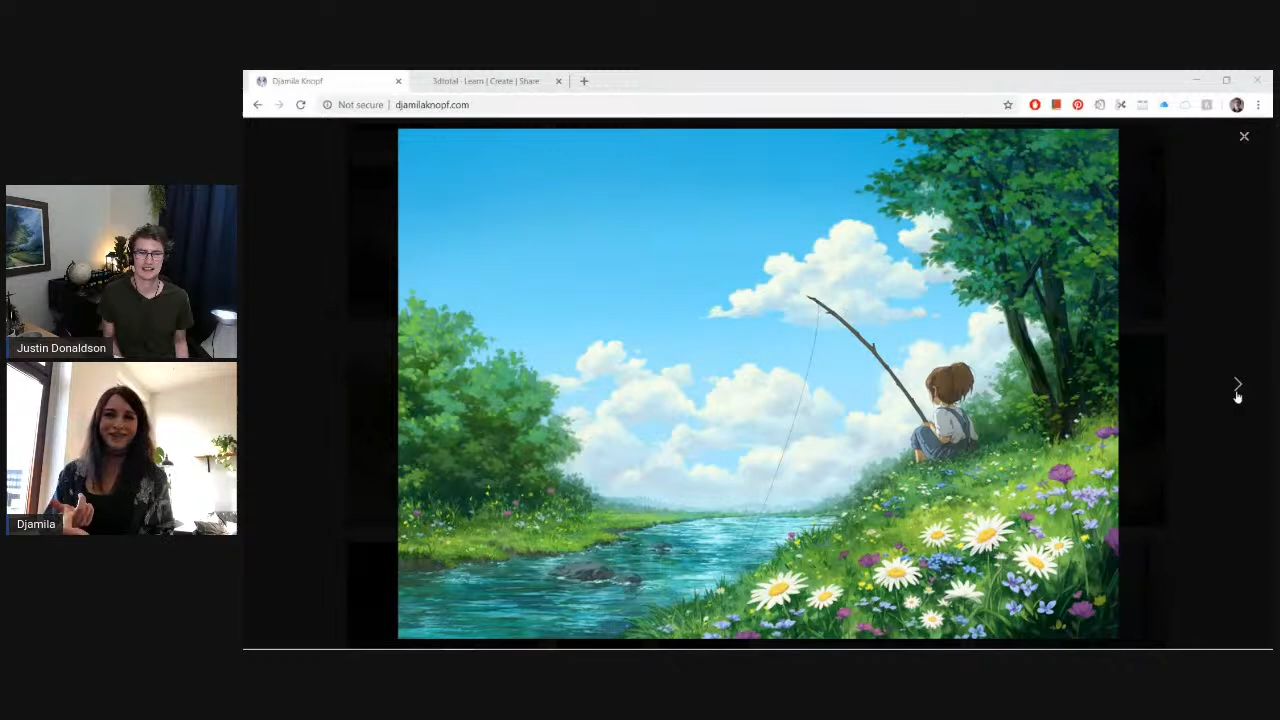 Djamila Knopf
3dtotal · Learn | Create | Share
Not secure | djamilaknopf.com
Justin Donaldson
Djamila